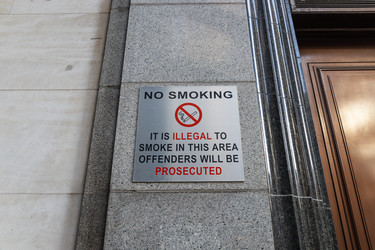 NO SMOKING
IT IS ILLEGAL TO
SMOKE IN THIS AREA
OFFENDERS WILL BE
PROSECUTED